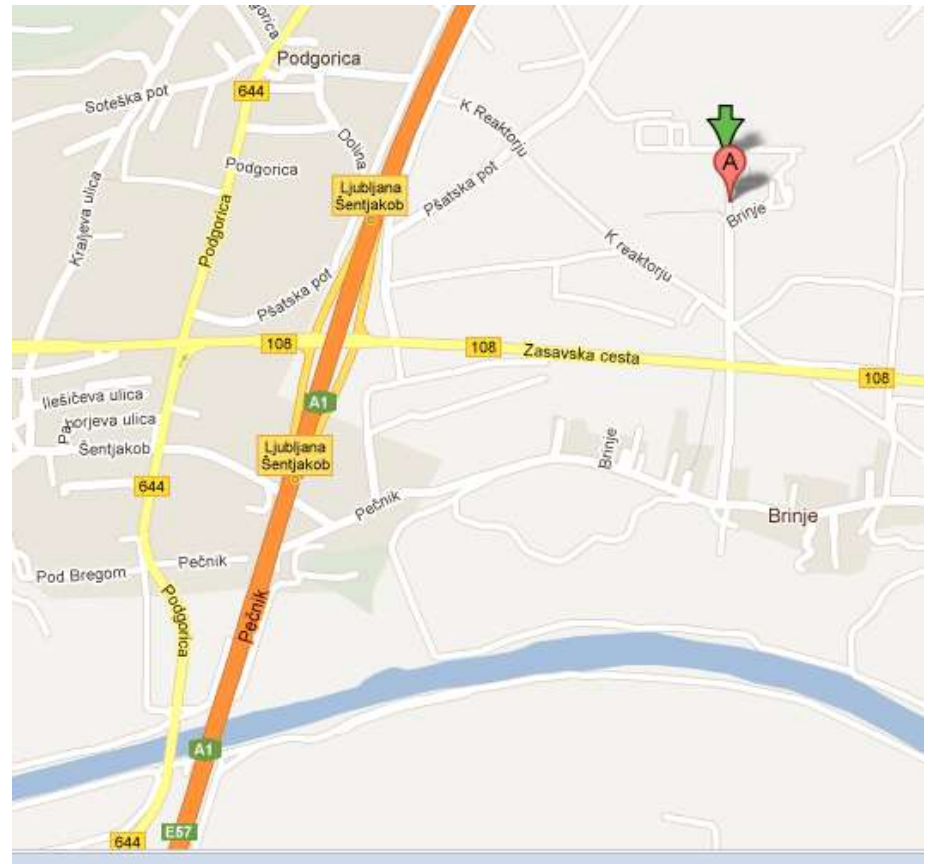 Podgorica
Podgorica
644
Soteška pot
K Reaktorju
Dolina
A
Podgorica
Ljubljana
Šentjakob
Pšatska pot
Kraljeva ulica
Brinje
Podgorica
K reaktorju
Pšatska pot
108
108
Zasavska cesta
108
Ilešičeva ulica
A1
Šentjakob
Brinje
Ljubljana
Šentjakob
644
Pečnik
Brinje
Pečnik
Pod Bregom
Podgorica
Pečnik
A1
E57
644